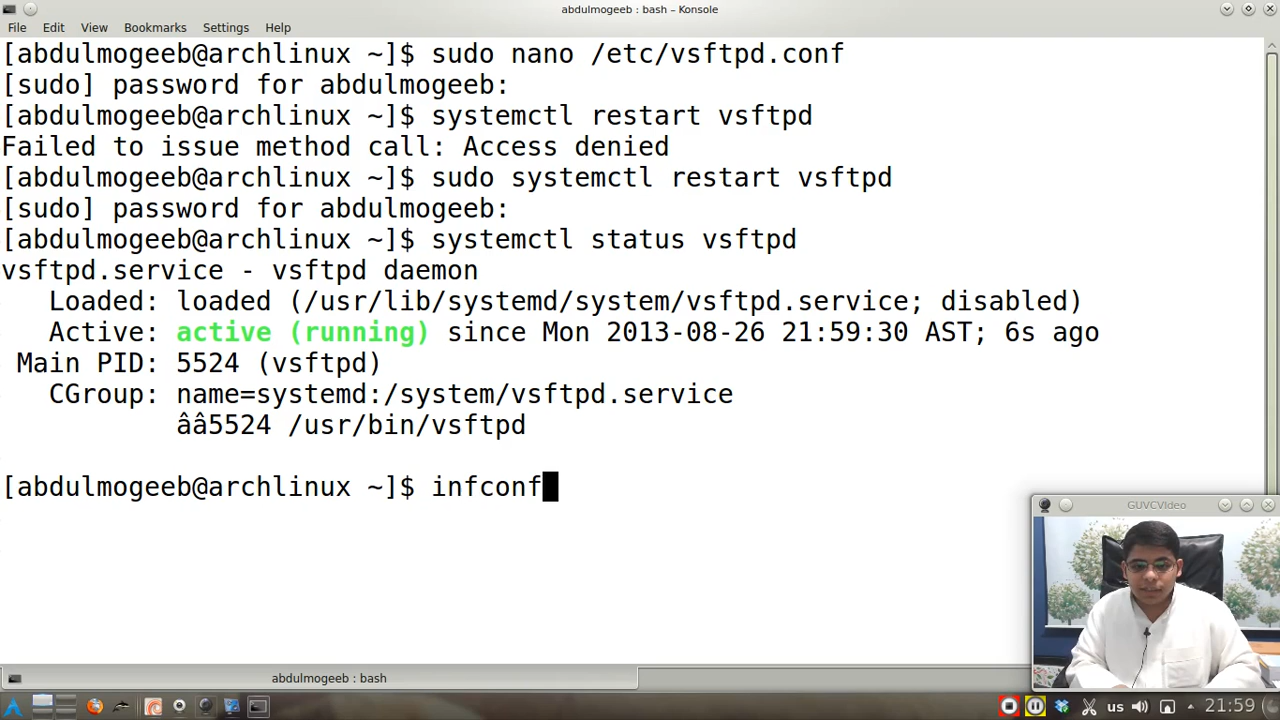 abdulmogeeb : bash – Konsole
File Edit View Bookmarks Settings Help
[abdulmogeeb@archlinux ~]$ sudo nano /etc/vsftpd.conf
[sudo] password for abdulmogeeb:
[abdulmogeeb@archlinux ~]$ systemctl restart vsftpd
Failed to issue method call: Access denied
[abdulmogeeb@archlinux ~]$ sudo systemctl restart vsftpd
[sudo] password for abdulmogeeb:
[abdulmogeeb@archlinux ~]$ systemctl status vsftpd
vsftpd.service - vsftpd daemon
Loaded: loaded (/usr/lib/systemd/system/vsftpd.service; disabled)
Active: active (running) since Mon 2013-08-26 21:59:30 AST; 6s ago
Main PID: 5524 (vsftpd)
CGroup: name=systemd:/system/vsftpd.service
ââ5524 /usr/bin/vsftpd
[abdulmogeeb@archlinux ~]$ infconf
GUVCVideo
abdulmogeeb : bash
us 21:59